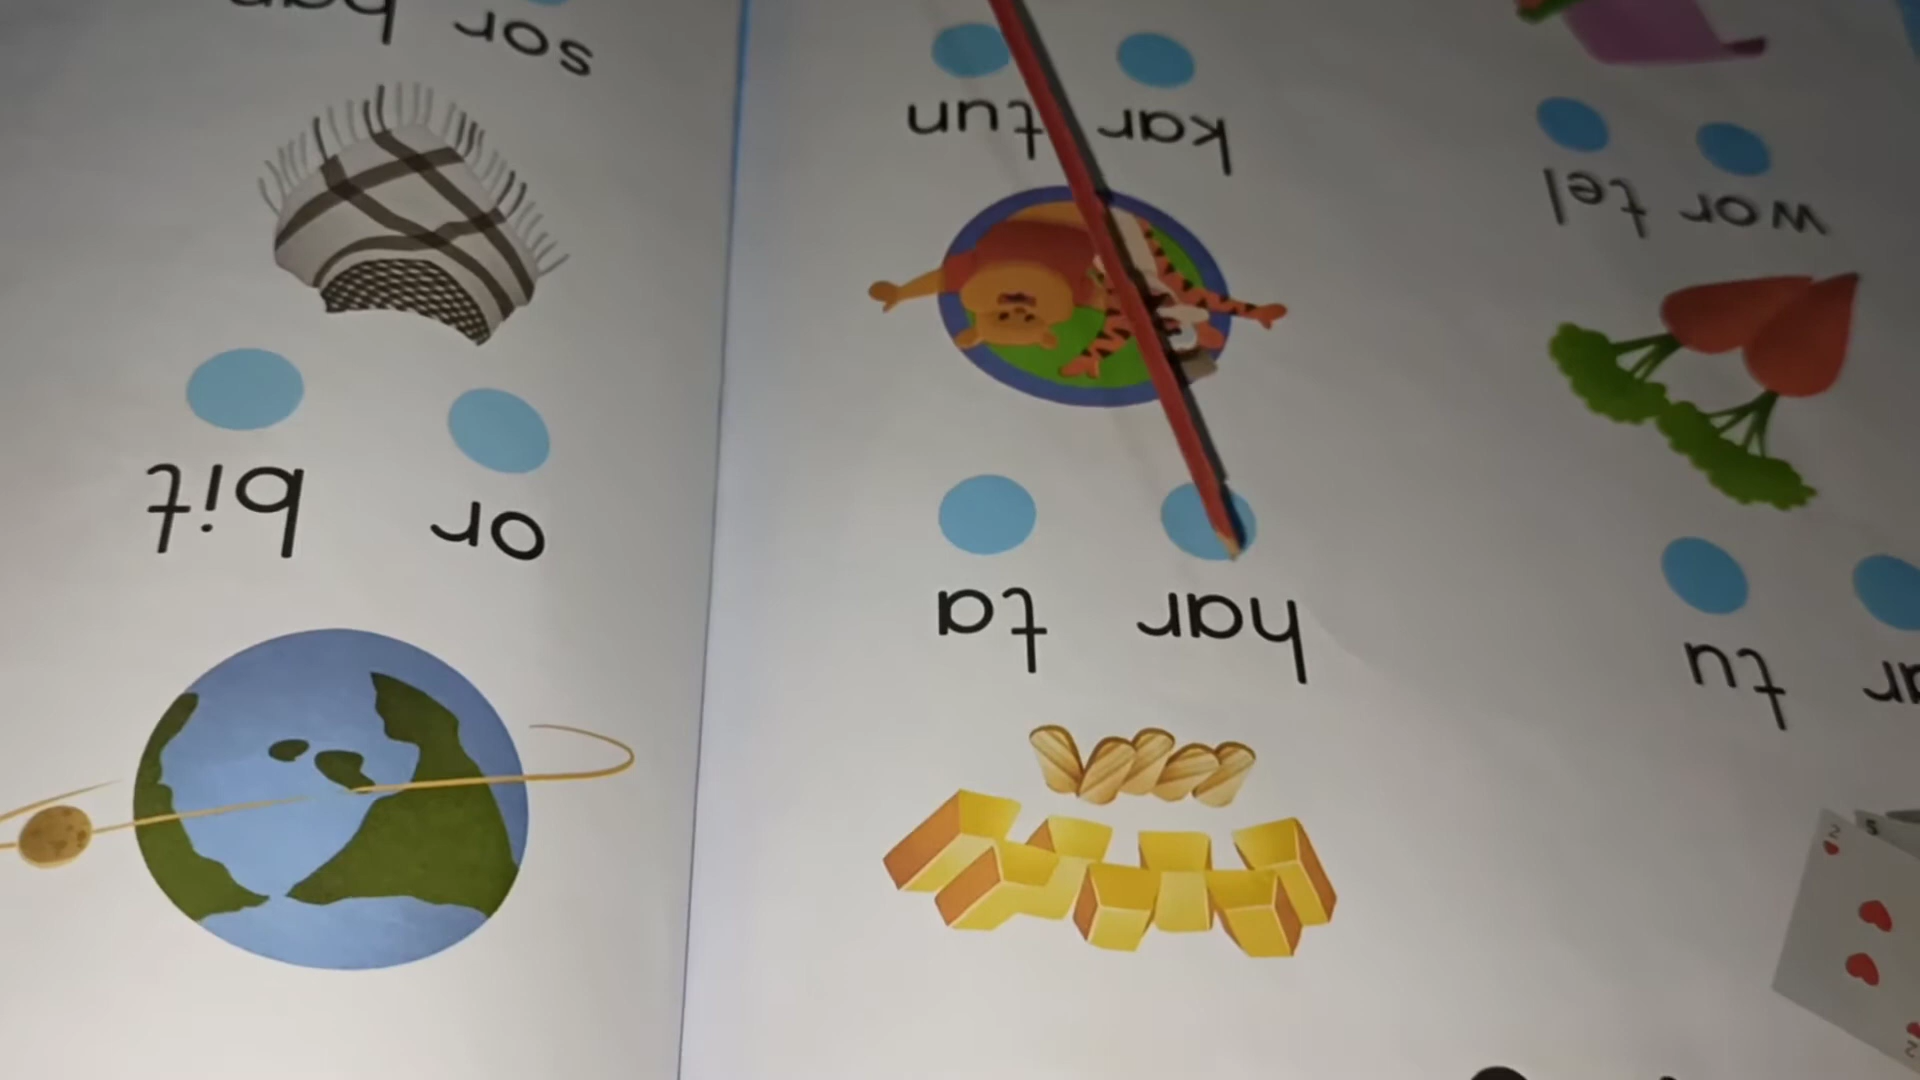 tu
har ta
or bit
wor tel
kar tun
sor